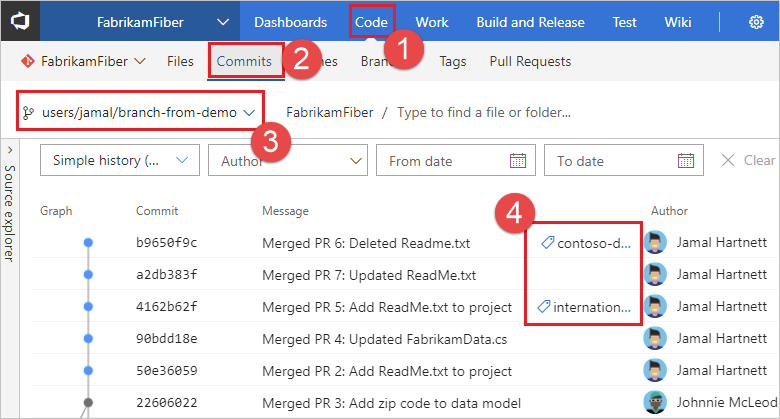 FabrikamFiber Dashboards Code Work Build and Release Test Wiki
1
FabrikamFiber Files Commits 2 Tags Pull Requests
users/jamal/branch-from-demo FabrikamFiber / Type to find a file or folder...
3
Source explorer
Simple history (... Author From date To date Clear
4
Graph Commit Message Author
b9650f9c Merged PR 6: Deleted Readme.txt contoso-d... Jamal Hartnett
a2db383f Merged PR 7: Updated ReadMe.txt Jamal Hartnett
4162b62f Merged PR 5: Add ReadMe.txt to project internation... Jamal Hartnett
90bdd18e Merged PR 4: Updated FabrikamData.cs Jamal Hartnett
50e36059 Merged PR 2: Added ReadMe.txt to project Jamal Hartnett
22606022 Merged PR 3: Add zip code to data model Johnnie McLeod